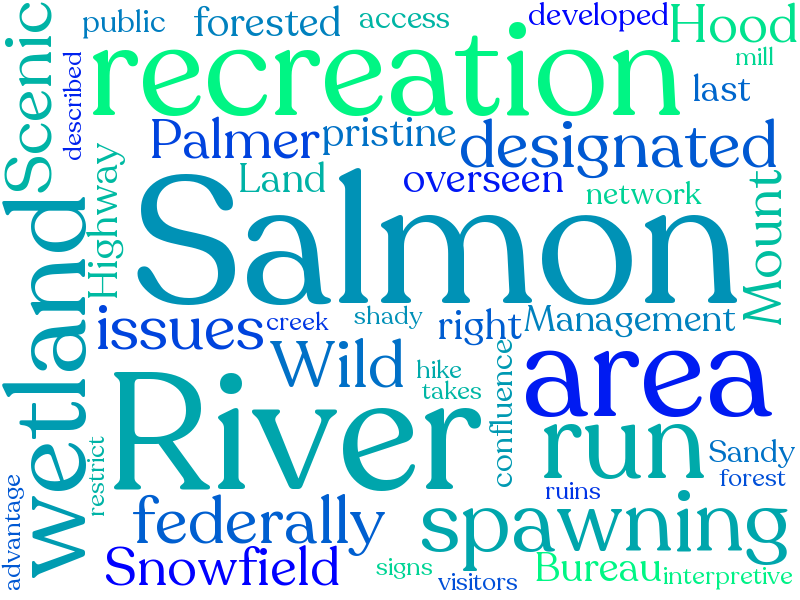 Scenic
public
forested
access
developed
Hood
mill
described
recreation
last
Palmer
pristine
designated
Highway
Land
overseen
network
Mount
wetland
Salmon
issues
creek
shady
right
Management
Wild
hike
takes
confluence
area
River
run
Sandy
forest
restrict
ruins
advantage
federally
spawning
Snowfield
signs
visitors
Bureau
interpretive